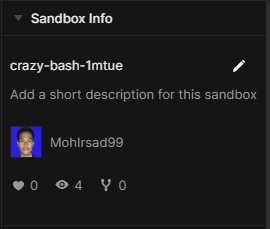 Sandbox Info
crazy-bash-1mtue
Add a short description for this sandbox
MohIrsad99
0 4 0